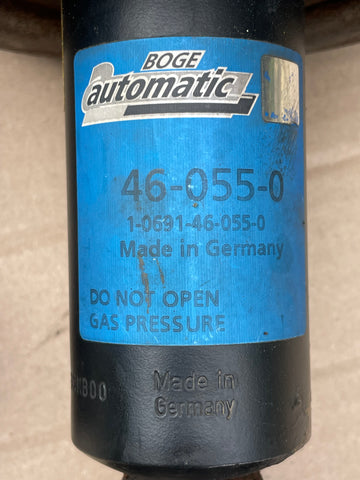 BOGE
automatic
46-055-0
1-0691-46-055-0
Made in Germany
DO NOT OPEN
GAS PRESSURE
Made in
Germany